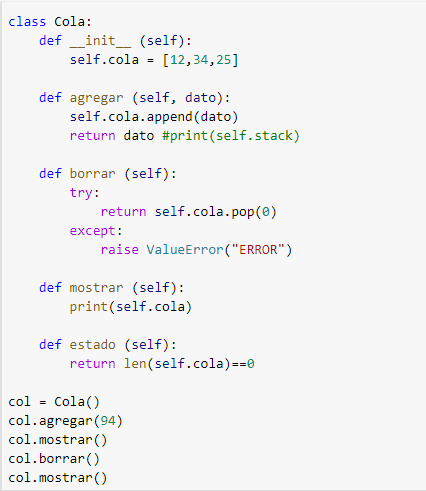 class Cola:
    def __init__ (self):
        self.cola = [12,34,25]

    def agregar (self, dato):
        self.cola.append(dato)
        return dato #print(self.stack)

    def borrar (self):
        try:
            return self.cola.pop(0)
        except:
            raise ValueError("ERROR")

    def mostrar (self):
        print(self.cola)

    def estado (self):
        return len(self.cola)==0

col = Cola()
col.agregar(94)
col.mostrar()
col.borrar()
col.mostrar()